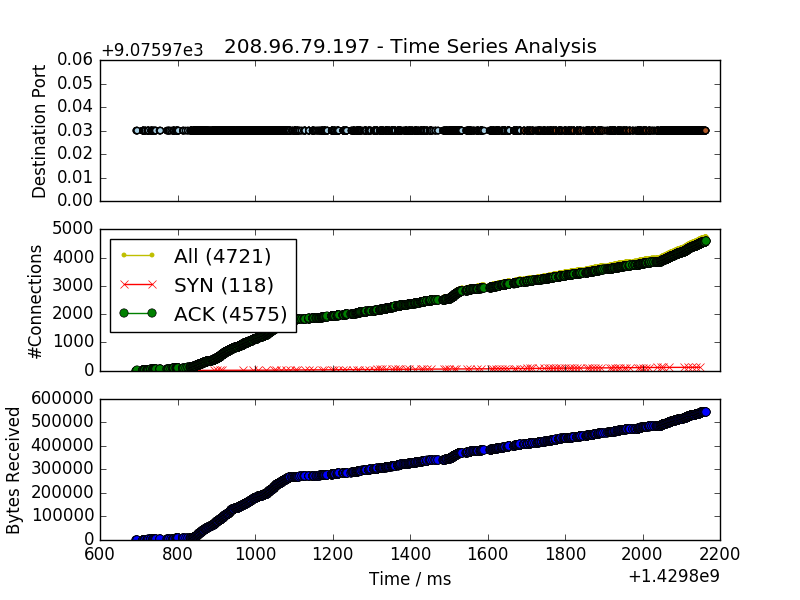 +9.07597e3
208.96.79.197 - Time Series Analysis
0.06
0.05
0.04
0.03
0.02
0.01
0.00
Destination Port
5000
4000
3000
2000
1000
0
#Connections
All (4721)
SYN (118)
ACK (4575)
600000
500000
400000
300000
200000
100000
0
Bytes Received
600 800 1000 1200 1400 1600 1800 2000 2200
Time / ms
+1.4298e9